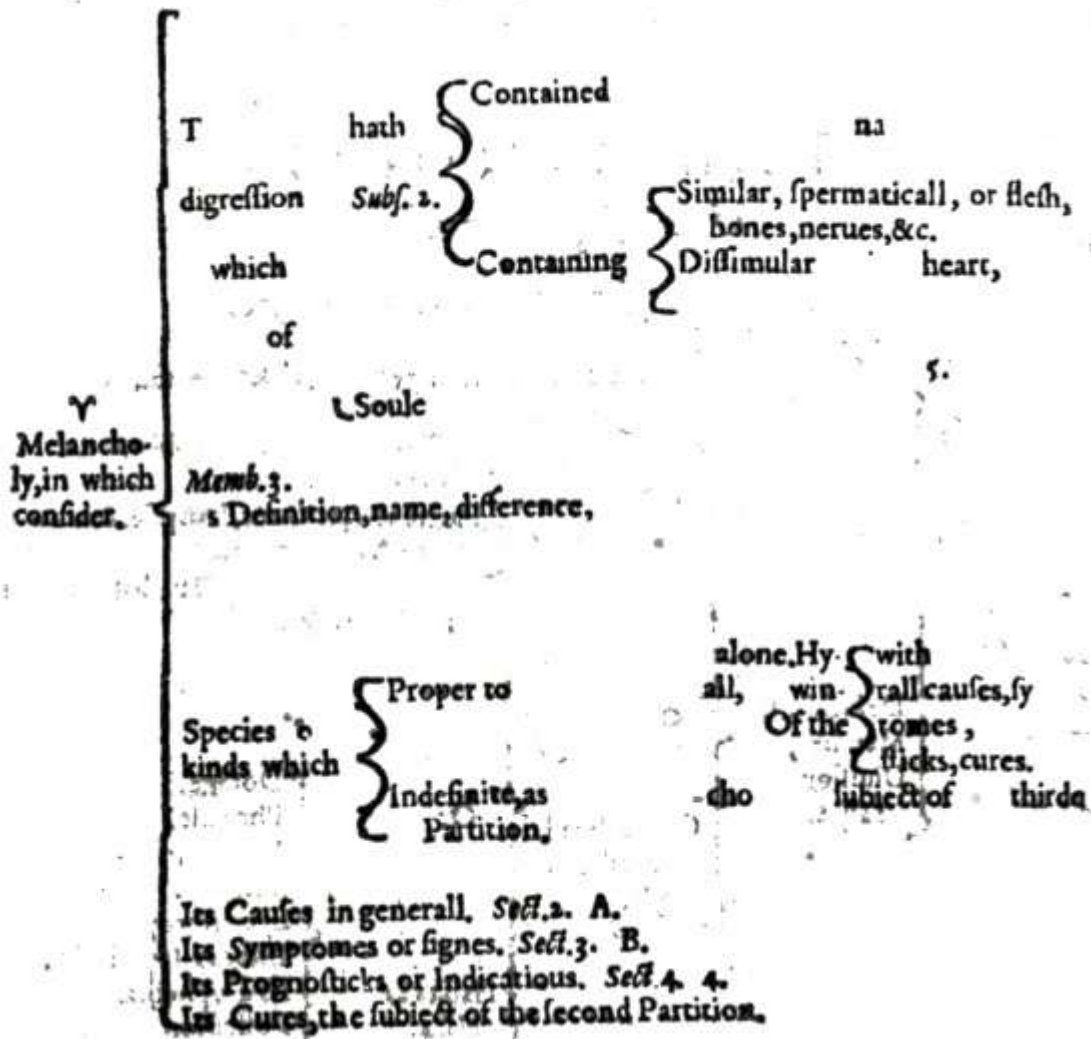 Contained
T hath na
digreſſion Subſ. 2. Similar, ſpermaticall, or fleſh,
bones, nerues, &c.
which Containing Diſſimular heart,
of
5.
♈ Soule
Melancho-
ly, in which Memb. 3.
conſider. s Definition, name, difference,
alone. Hy- with
Proper to all, win- rall cauſes, ſy
Species Of the tomes,
kinds which ſticks, cures.
Indefinite, as cho ſubiect of thirde
Partition.
Its Cauſes in generall. Sect. 2. A.
Its Symptomes or ſignes. Sect. 3. B.
Its Prognoſticks or Indicatious. Sect 4. 4.
Its Cures, the ſubiect of the ſecond Partition.